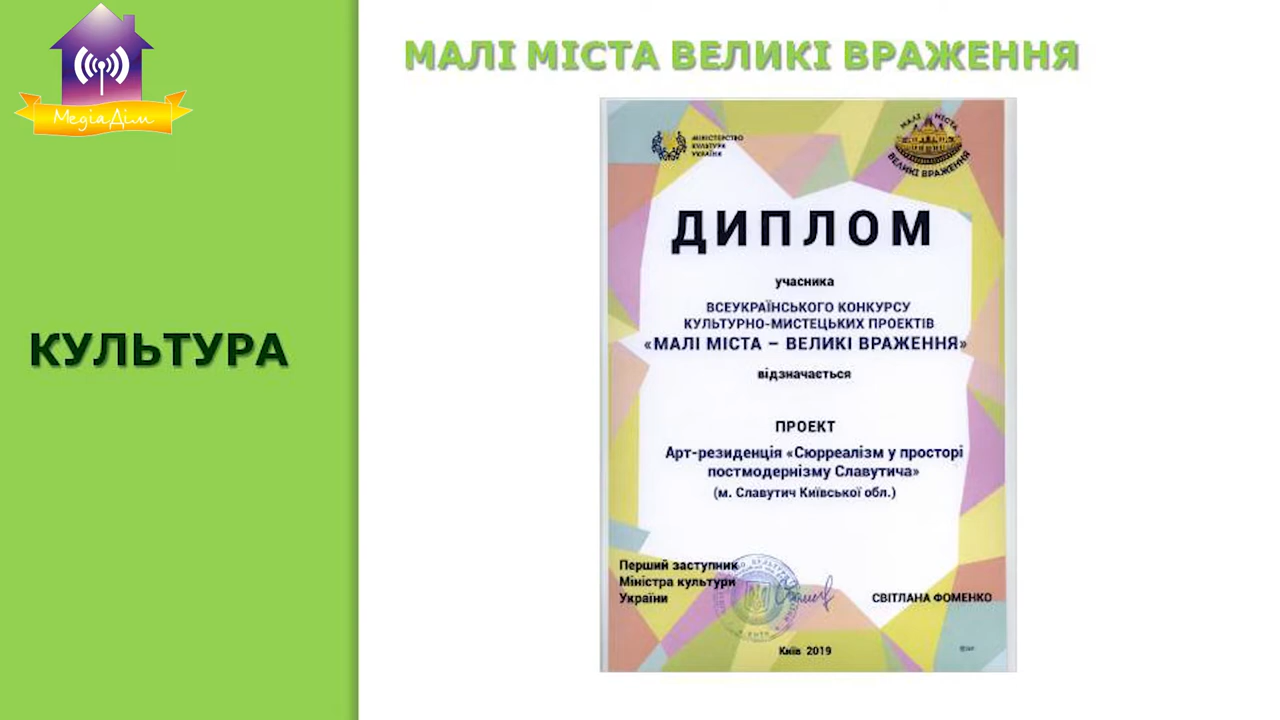 МедіаДім
КУЛЬТУРА
МАЛІ МІСТА ВЕЛИКІ ВРАЖЕННЯ
МІНІСТЕРСТВО
КУЛЬТУРИ
УКРАЇНИ
МАЛІ МІСТА
ВЕЛИКІ ВРАЖЕННЯ
ДИПЛОМ
учасника
ВСЕУКРАЇНСЬКОГО КОНКУРСУ
КУЛЬТУРНО-МИСТЕЦЬКИХ ПРОЕКТІВ
«МАЛІ МІСТА – ВЕЛИКІ ВРАЖЕННЯ»
відзначається
ПРОЕКТ
Арт-резиденція «Сюрреалізм у просторі
постмодернізму Славутича»
(м. Славутич Київської обл.)
Перший заступник
Міністра культури
України
СВІТЛАНА ФОМЕНКО
Київ 2019